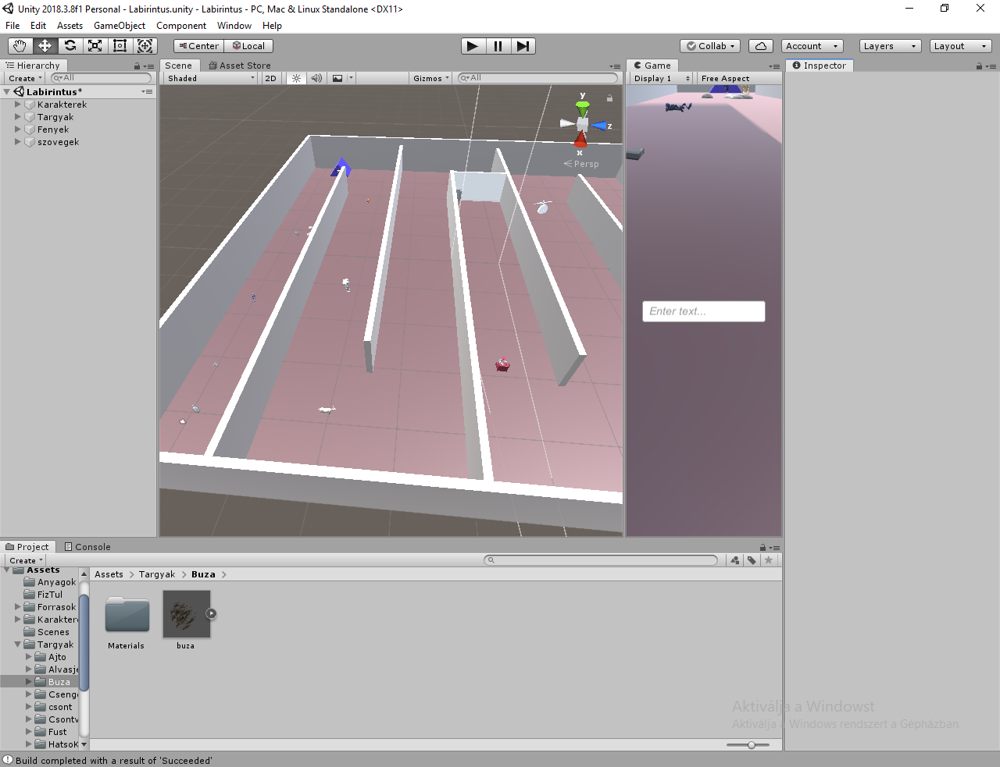 Unity 2018.3.8f1 Personal - Labirintus.unity - Labirintus - PC, Mac & Linux Standalone <DX11>
File Edit Assets GameObject Component Window Help
Center Local Collab Account Layers Layout
Hierarchy
Create All
Labirintus*
Karakterek
Targyak
Fenyek
szovegek
Scene Asset Store
Shaded 2D Gizmos All
y
z
x
Persp
Game
Display 1 Free Aspect
Enter text...
Inspector
Project Console
Create
Assets
Anyagok
FizTul
Forrasok
Karaktere
Scenes
Targyak
Ajto
Alvasje
Buza
Csengo
csont
Csontv
Fust
HatsoK
Assets Targyak Buza
Materials
buza
Aktiválja a Windowst
Aktiválja a Windows rendszert a Gépházban.
Build completed with a result of 'Succeeded'